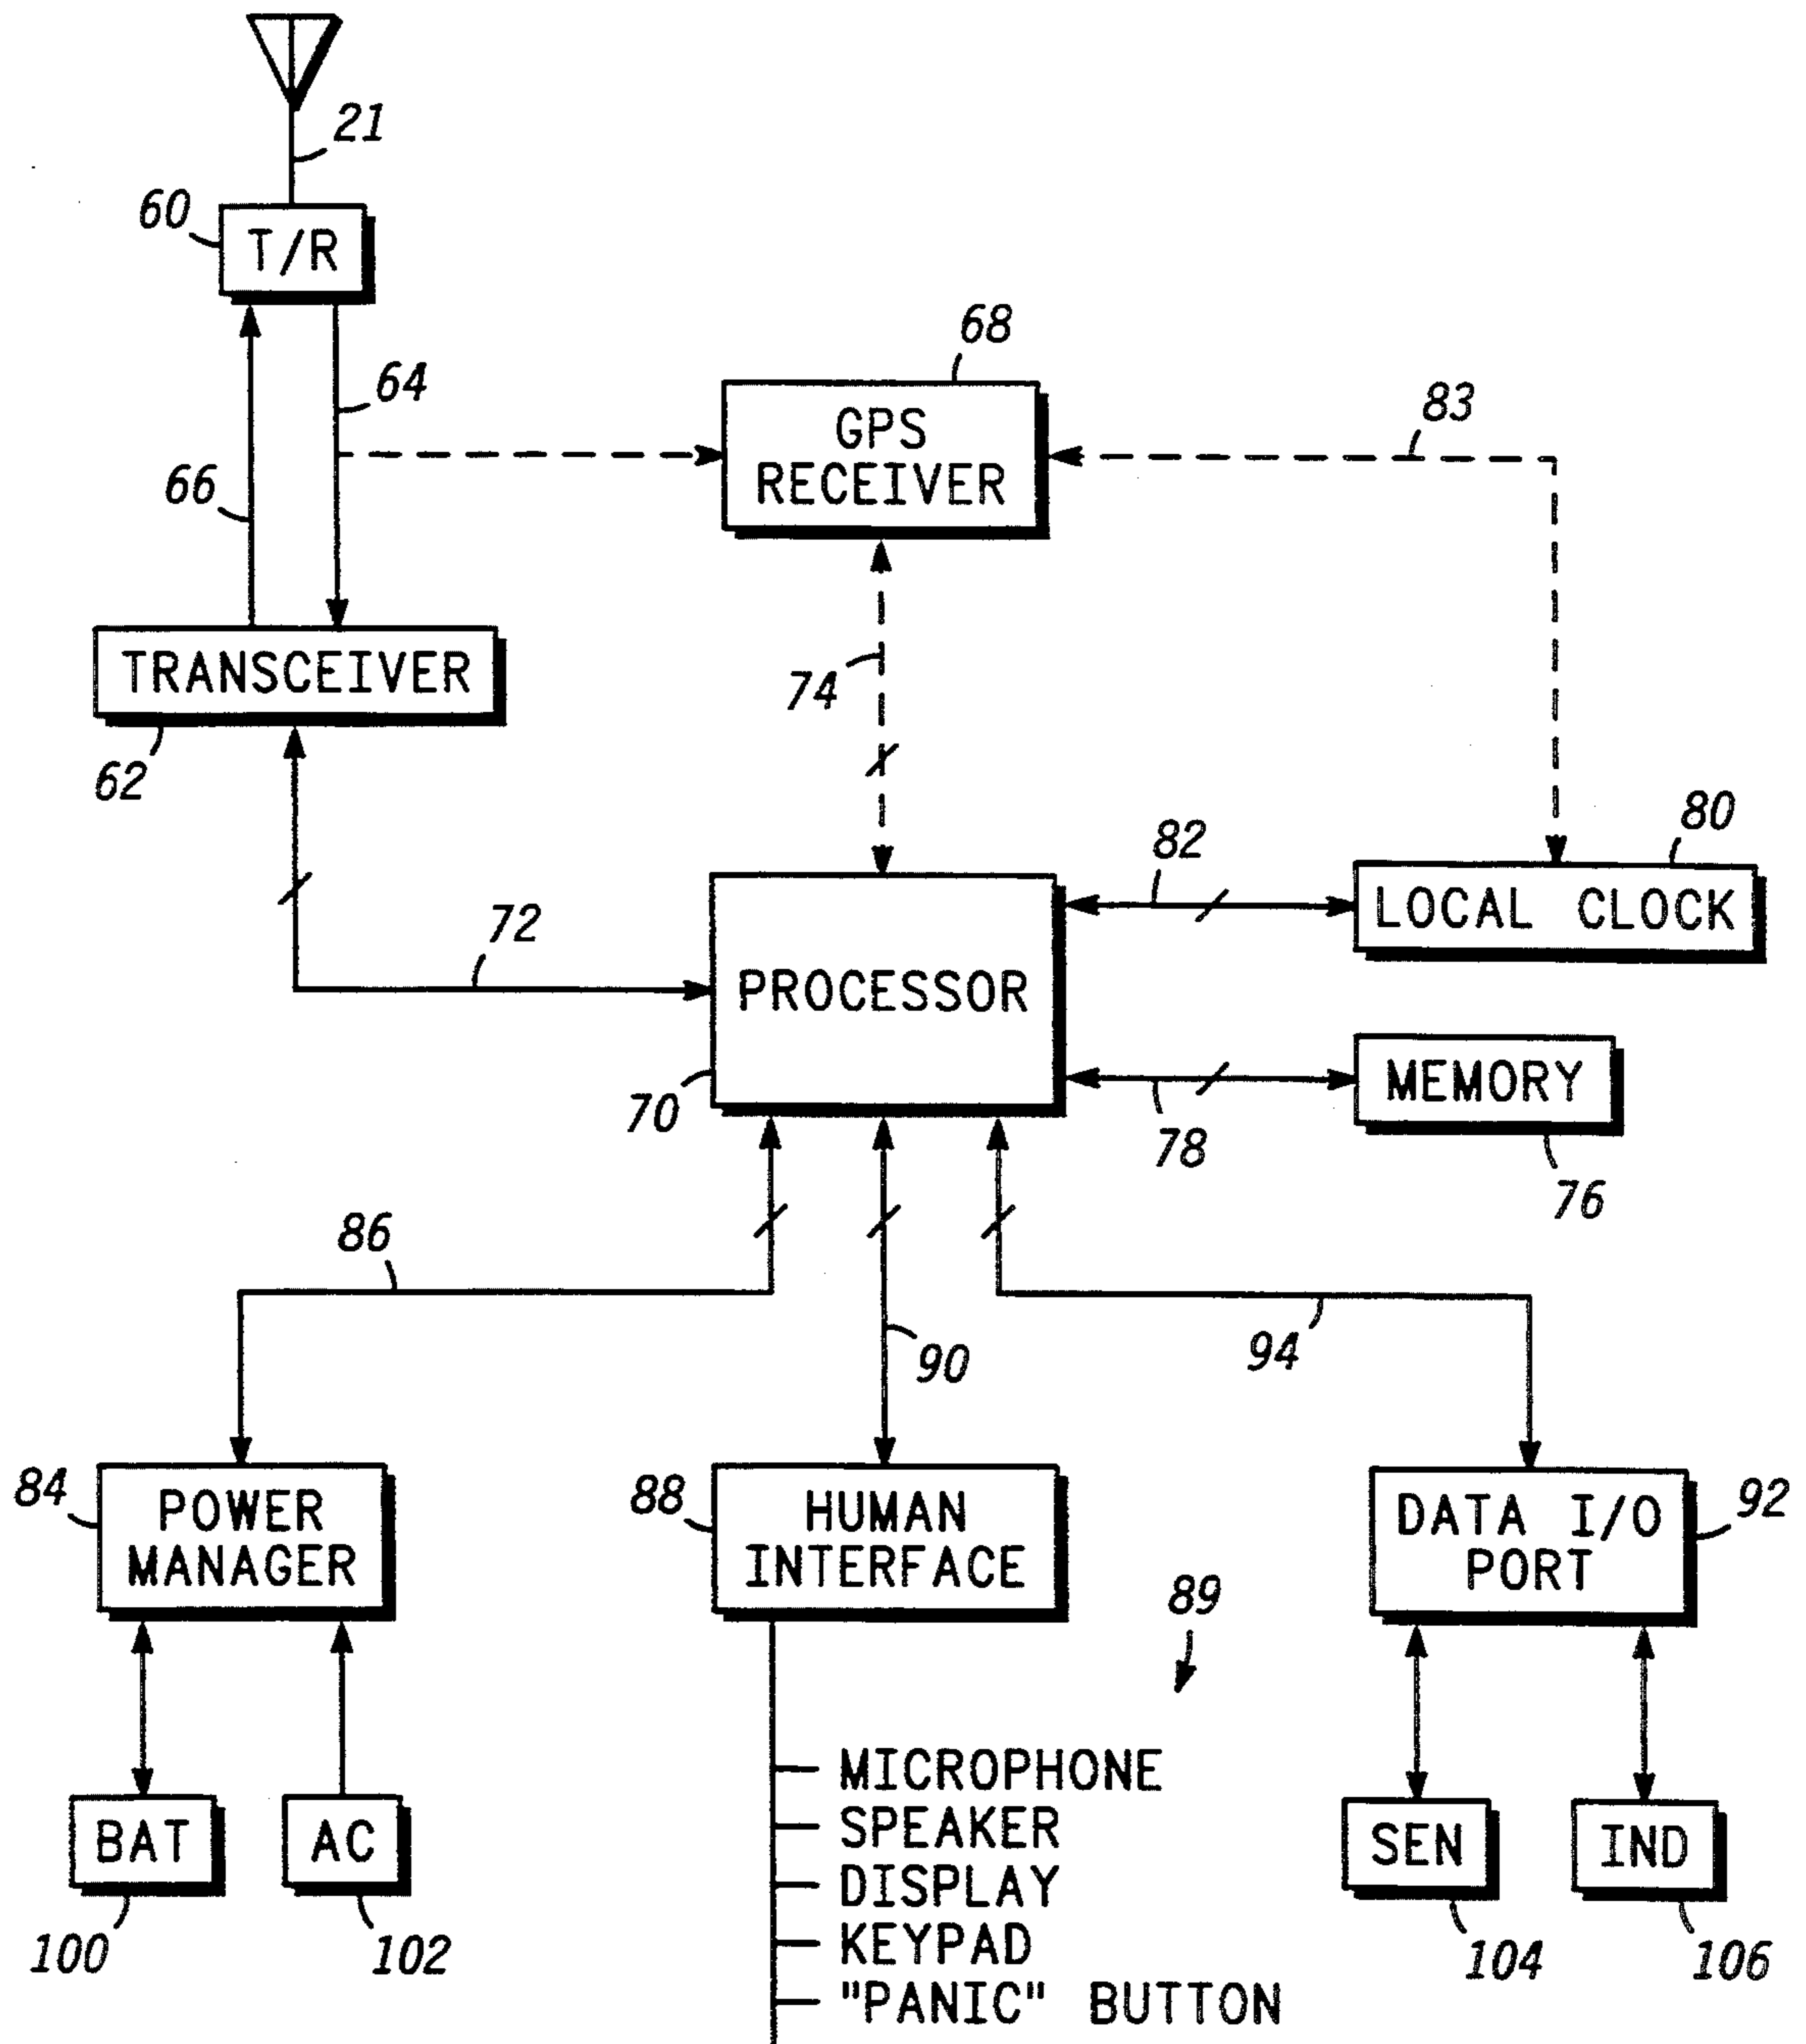 21
60
T/R
68
64
83
GPS
RECEIVER
66
TRANSCEIVER
74
62
82
80
LOCAL CLOCK
72
PROCESSOR
MEMORY
70
78
76
86
90
94
84
POWER
MANAGER
88
HUMAN
INTERFACE
DATA I/O
PORT
92
89
MICROPHONE
SPEAKER
DISPLAY
KEYPAD
"PANIC" BUTTON
BAT
AC
SEN
IND
100
102
104
106